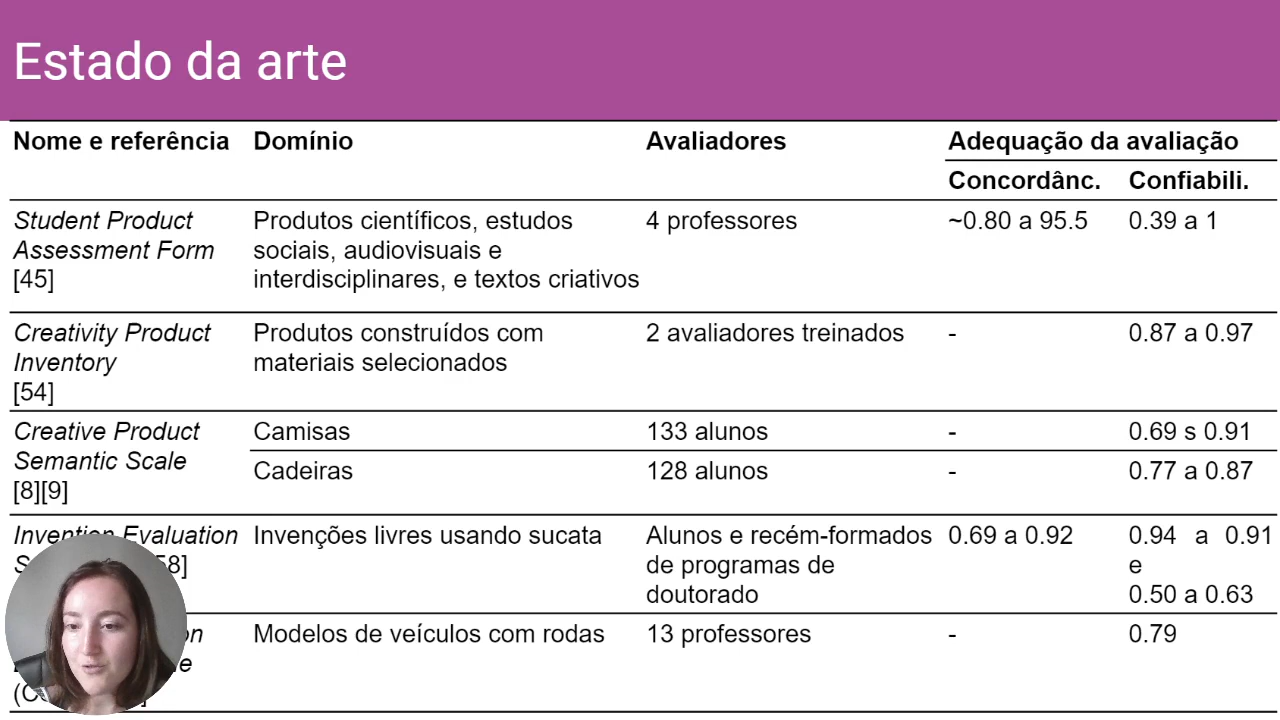 Estado da arte
Nome e referência Domínio Avaliadores Adequação da avaliação
Concordânc. Confiabili.
Student Product Produtos científicos, estudos 4 professores ~0.80 a 95.5 0.39 a 1
Assessment Form sociais, audiovisuais e
[45] interdisciplinares, e textos criativos
Creativity Product Produtos construídos com 2 avaliadores treinados - 0.87 a 0.97
Inventory materiais selecionados
[54]
Creative Product Camisas 133 alunos - 0.69 s 0.91
Semantic Scale Cadeiras 128 alunos - 0.77 a 0.87
[8][9]
Invention Evaluation Invenções livres usando sucata Alunos e recém-formados 0.69 a 0.92 0.94 a 0.91
de programas de e
doutorado 0.50 a 0.63
Modelos de veículos com rodas 13 professores - 0.79